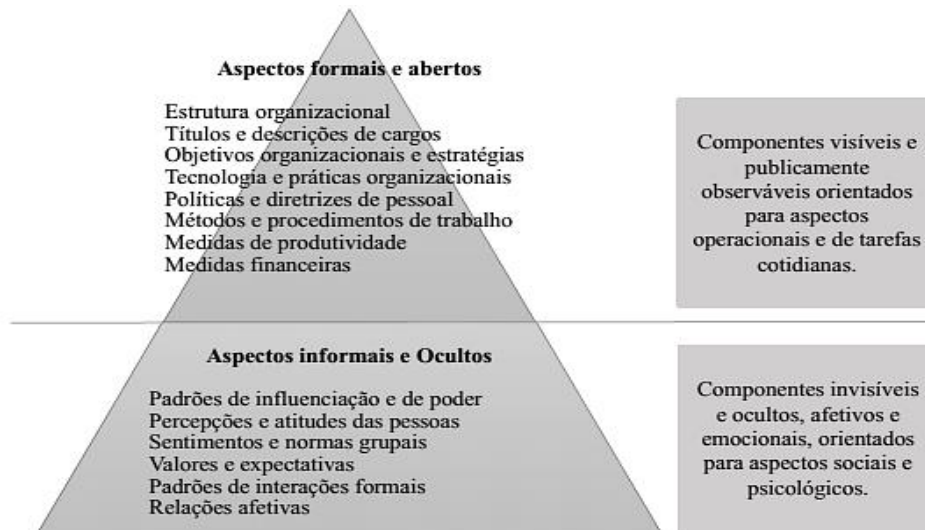 Aspectos formais e abertos
Estrutura organizacional
Títulos e descrições de cargos
Objetivos organizacionais e estratégias
Tecnologia e práticas organizacionais
Políticas e diretrizes de pessoal
Métodos e procedimentos de trabalho
Medidas de produtividade
Medidas financeiras
Componentes visíveis e
publicamente
observáveis orientados
para aspectos
operacionais e de tarefas
cotidianas.
Aspectos informais e Ocultos
Padrões de influenciação e de poder
Percepções e atitudes das pessoas
Sentimentos e normas grupais
Valores e expectativas
Padrões de interações formais
Relações afetivas
Componentes invisíveis
e ocultos, afetivos e
emocionais, orientados
para aspectos sociais e
psicológicos.